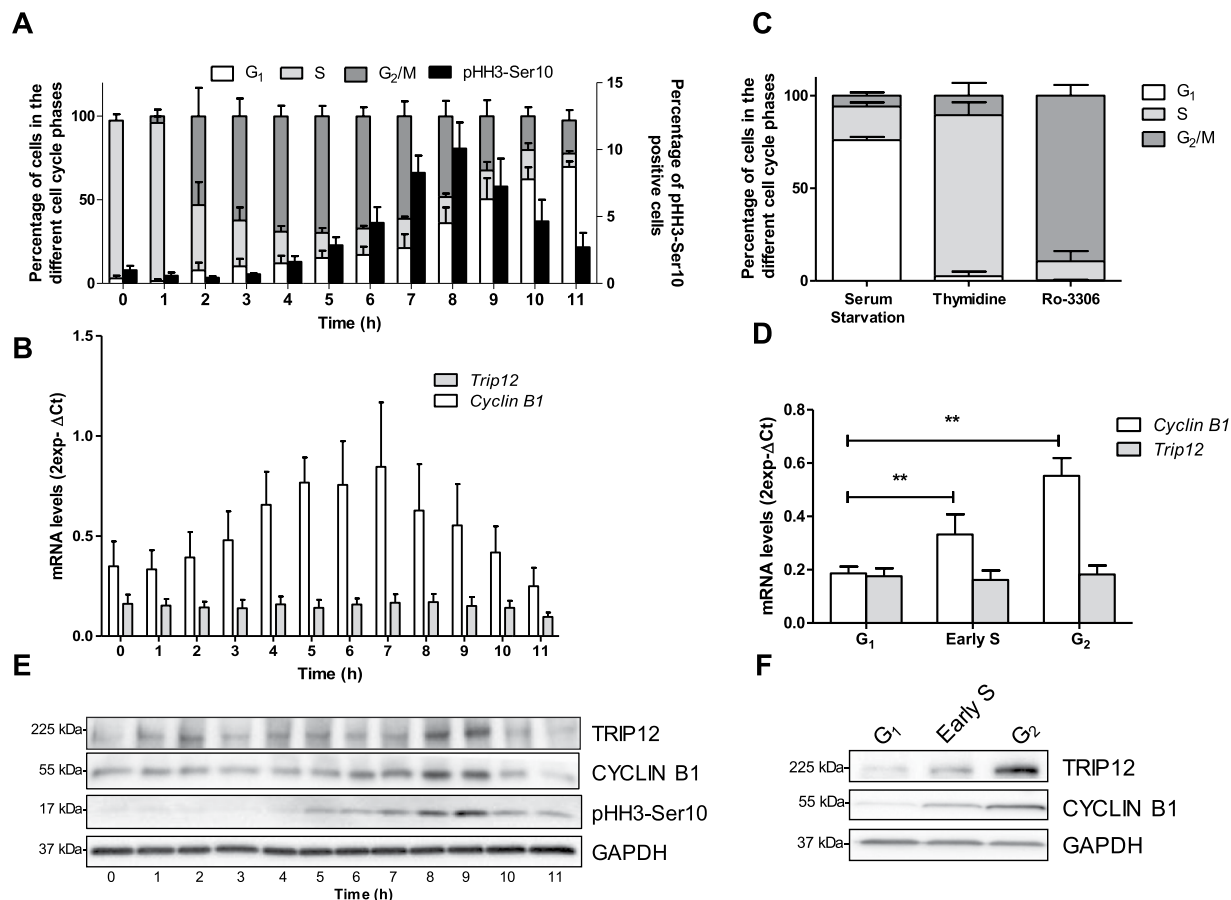 A
G1 S G2/M pHH3-Ser10
Percentage of cells in the
different cell cycle phases
100
50
0
15
10
5
0
Percentage of pHH3-Ser10
positive cells
0 1 2 3 4 5 6 7 8 9 10 11
Time (h)
C
Percentage of cells in the
different cell cycle phases
100
50
0
G1
S
G2/M
Serum
Starvation
Thymidine
Ro-3306
B
mRNA levels (2exp- ΔCt)
1.5
1.0
0.5
0.0
Trip12
Cyclin B1
0 1 2 3 4 5 6 7 8 9 10 11
Time (h)
D
mRNA levels (2exp-ΔCt)
0.8
0.6
0.4
0.2
0.0
**
**
Cyclin B1
Trip12
G1 Early S G2
E
225 kDa TRIP12
55 kDa CYCLIN B1
17 kDa pHH3-Ser10
37 kDa GAPDH
0 1 2 3 4 5 6 7 8 9 10 11
Time (h)
F
G1 Early S G2
225 kDa TRIP12
55 kDa CYCLIN B1
37 kDa GAPDH